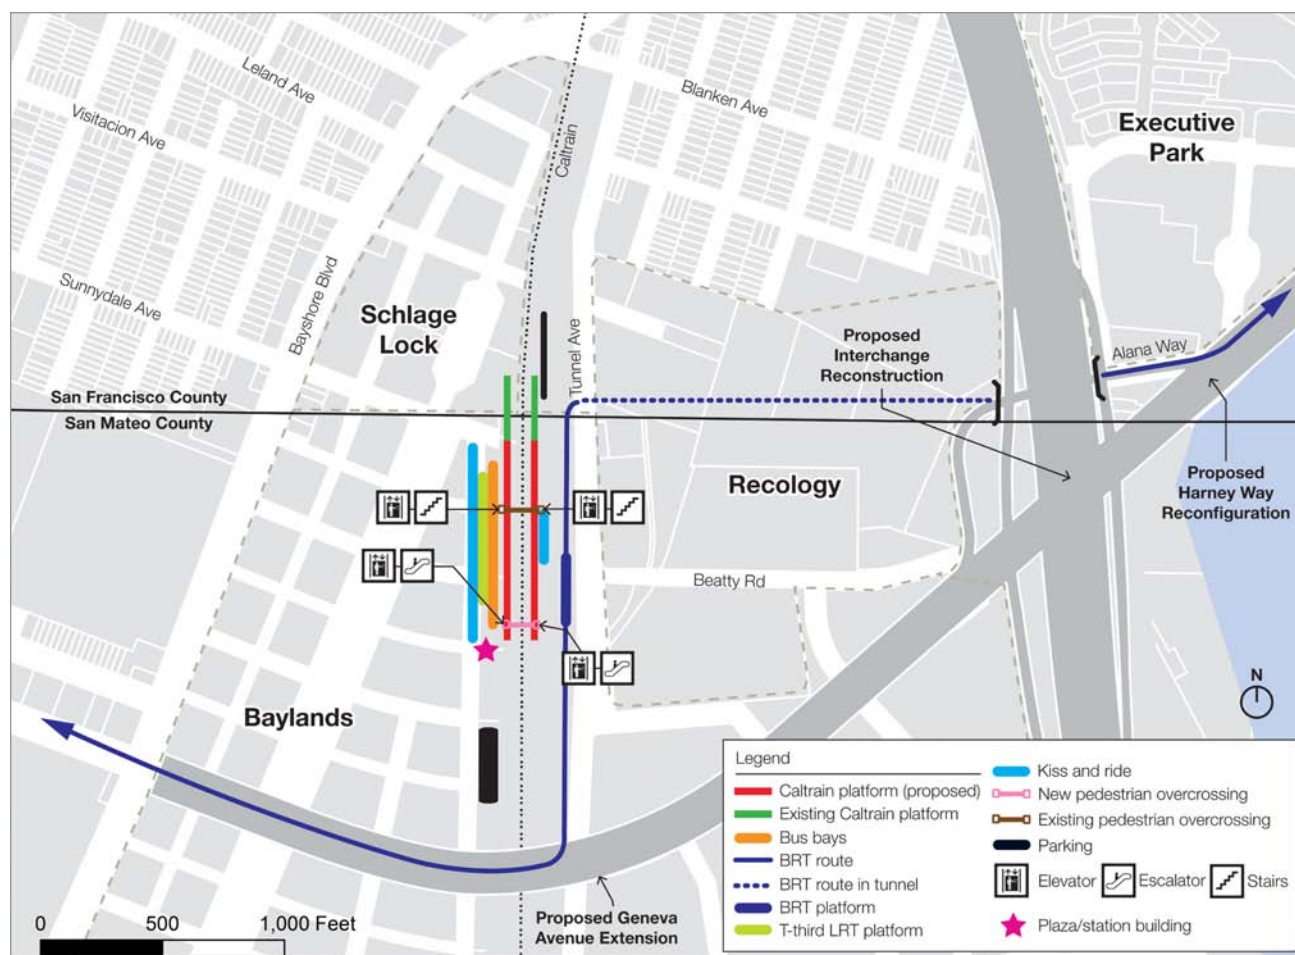 Leland Ave
Visitacion Ave
Sunnydale Ave
Bayshore Blvd
Caltrain
Blanken Ave
Executive
Park
Schlage
Lock
Tunnel Ave
Proposed
Interchange
Reconstruction
Alana Way
San Francisco County
San Mateo County
Recology
Proposed
Harney Way
Reconfiguration
Beatty Rd
Baylands
N
Proposed Geneva
Avenue Extension
0 500 1,000 Feet
Legend
Caltrain platform (proposed)
Existing Caltrain platform
Bus bays
BRT route
BRT route in tunnel
BRT platform
T-third LRT platform
Kiss and ride
New pedestrian overcrossing
Existing pedestrian overcrossing
Parking
Elevator Escalator Stairs
Plaza/station building